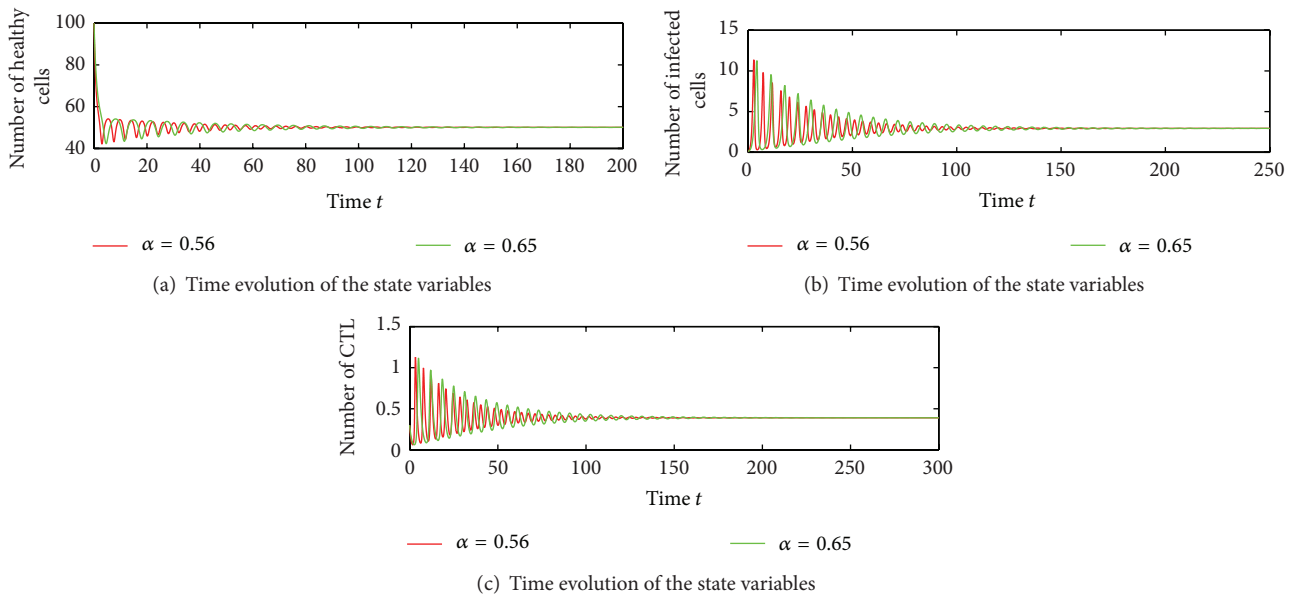 Number of healthy
cells
100
80
60
40
0 20 40 60 80 100 120 140 160 180 200
Time t
α = 0.56 α = 0.65
(a) Time evolution of the state variables
Number of infected
cells
15
10
5
0
0 50 100 150 200 250
Time t
α = 0.56 α = 0.65
(b) Time evolution of the state variables
Number of CTL
1.5
1
0.5
0
0 50 100 150 200 250 300
Time t
α = 0.56 α = 0.65
(c) Time evolution of the state variables